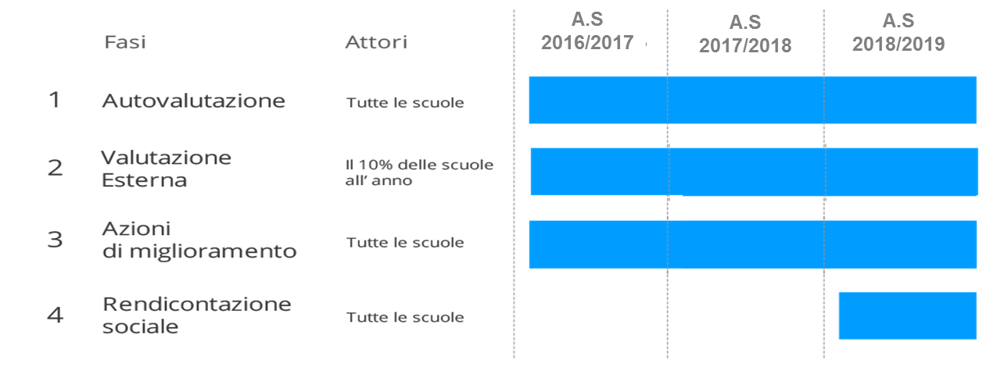 Fasi
Attori
A.S
2016/2017
A.S
2017/2018
A.S
2018/2019
1
Autovalutazione
Tutte le scuole
2
Valutazione
Esterna
Il 10% delle scuole
all' anno
3
Azioni
di miglioramento
Tutte le scuole
4
Rendicontazione
sociale
Tutte le scuole